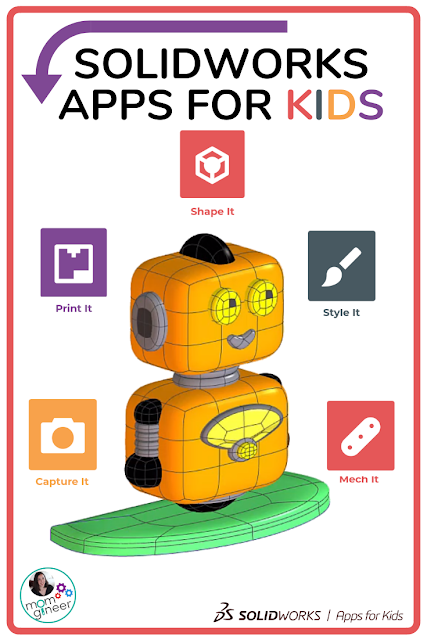 SOLIDWORKS
APPS FOR KIDS
Shape It
Print It
Style It
Capture It
Mech It
mom
gineer
3S SOLIDWORKS | Apps for Kids